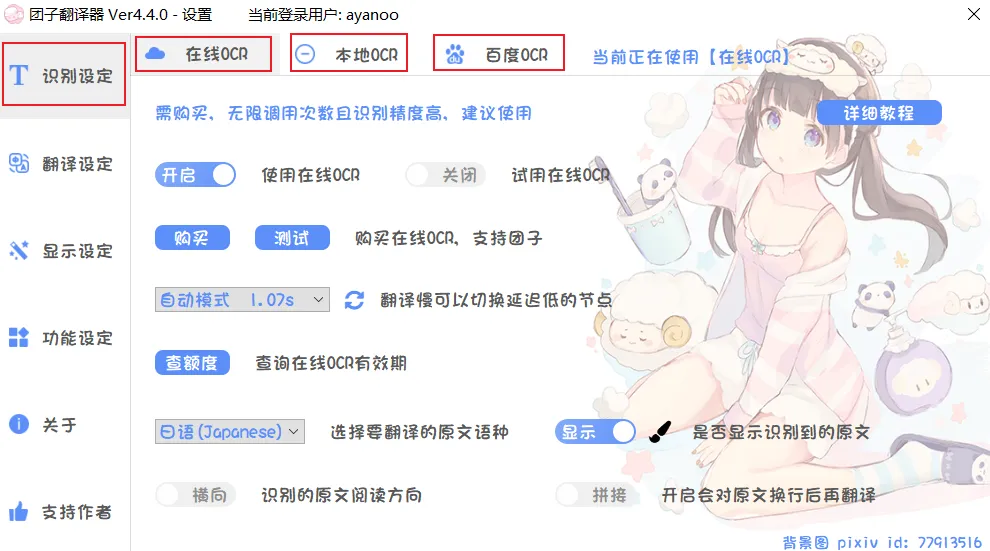 团子翻译器 Ver4.4.0 - 设置 当前登录用户: ayanoo
识别设定
翻译设定
显示设定
功能设定
关于
支持作者
在线OCR 本地OCR 百度OCR 当前正在使用【在线OCR】
需购买, 无限调用次数且识别精度高, 建议使用 详细教程
开启 使用在线OCR 关闭 试用在线OCR
购买 测试 购买在线OCR, 支持团子
自动模式 1.07s 翻译慢可以切换延迟低的节点
查额度 查询在线OCR有效期
日语(Japanese) 选择要翻译的原文语种 显示 是否显示识别到的原文
横向 识别的原文阅读方向 拼接 开启会对原文换行后再翻译
背景图 pixiv id: 77913516